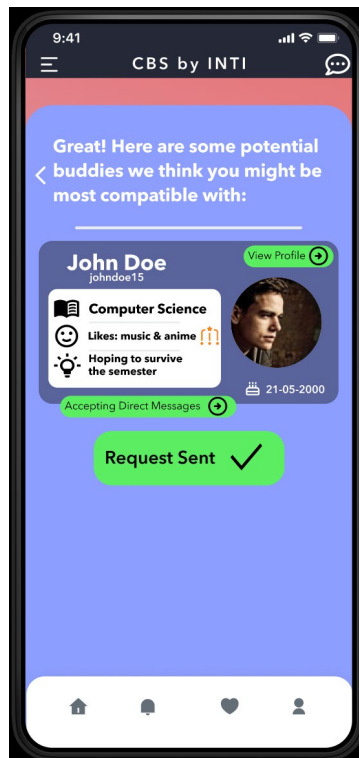 9:41
CBS by INTI
Great! Here are some potential
buddies we think you might be
most compatible with:
John Doe
johndoe15
View Profile
Computer Science
Likes: music & anime
Hoping to survive
the semester
21-05-2000
Accepting Direct Messages
Request Sent